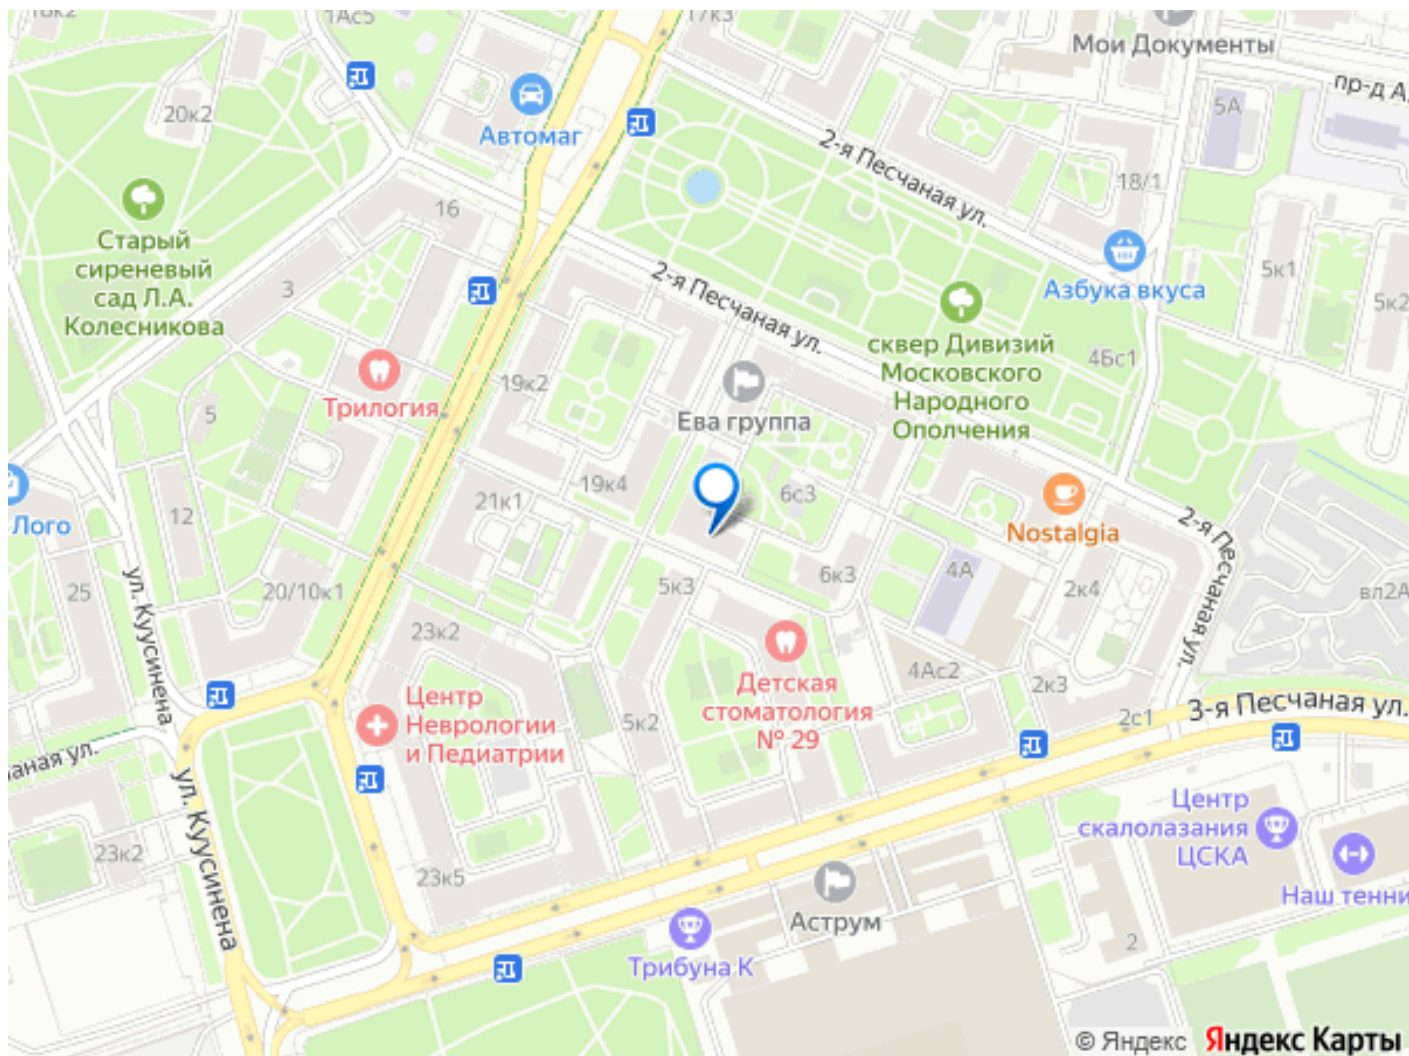 1Ас5
17к3
Мои Документы
пр-д А.
5А
20к2
Автомаг
2-я Песчаная ул.
18/1
16
Старый
сиреневый
сад Л.А.
Колесникова
3
2-я Песчаная ул.
Азбука вкуса
5к1
5к2
сквер Дивизий
Московского
Народного
Ополчения
4Бс1
Трилогия
19к2
5
Ева группа
Лого
12
21к1
19к4
6с3
Nostalgia
2-я Песчаная ул.
25
ул. Куусинена
20/10к1
5к3
6к3
4А
2к4
вл2А
23к2
Центр
Неврологии
и Педиатрии
5к2
Детская
стоматология
№ 29
4Ас2
2к3
2с1
3-я Песчаная ул.
чаная ул.
ул. Куусинена
23к2
23к5
Центр
скалолазания
ЦСКА
Наш тенни
Аструм
Трибуна К
2
© Яндекс Яндекс Карты